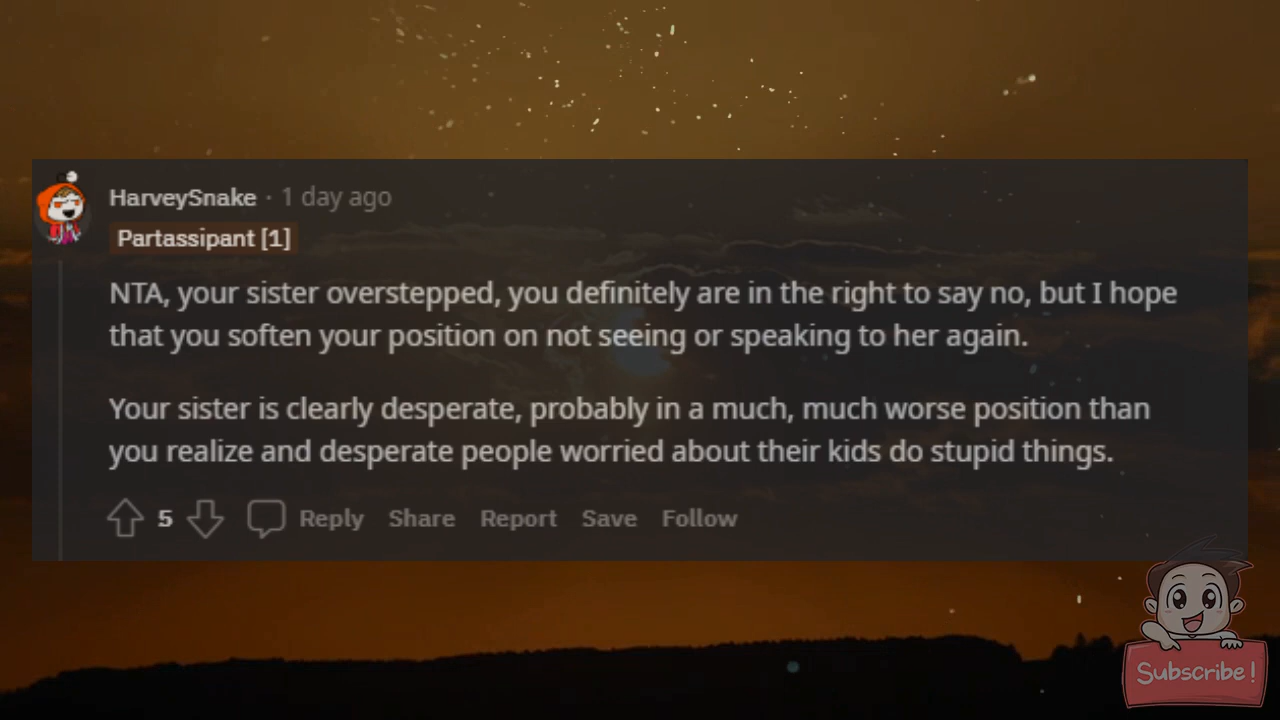 HarveySnake · 1 day ago
Partassipant [1]
NTA, your sister overstepped, you definitely are in the right to say no, but I hope
that you soften your position on not seeing or speaking to her again.
Your sister is clearly desperate, probably in a much, much worse position than
you realize and desperate people worried about their kids do stupid things.
5 Reply Share Report Save Follow
Subscribe!